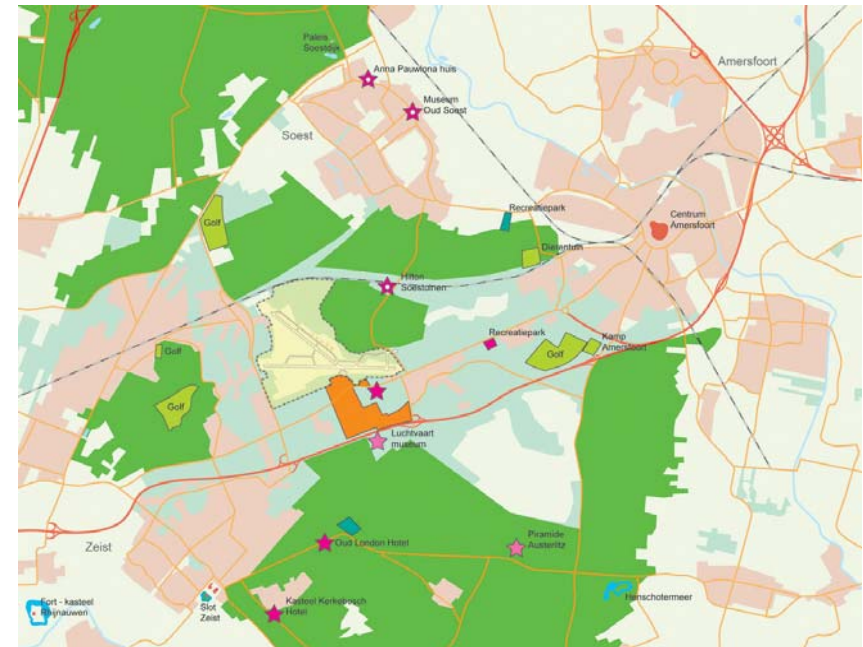 Paleis
Soestdijk
Anna Pauwlona huis
Amersfoort
Museum
Oud Soest
Soest
Recreatiepark
Centrum
Amersfoort
Golf
Dierentuin
Hilton
Soestduinen
Recreatiepark
Kamp
Amersfoort
Golf
Golf
Golf
Luchtvaart
museum
Oud London Hotel
Piramide
Austerlitz
Zeist
Fort - kasteel
Rhijnauwen
Slot
Zeist
Kasteel Kerkebosch
Hotel
Henschotermeer